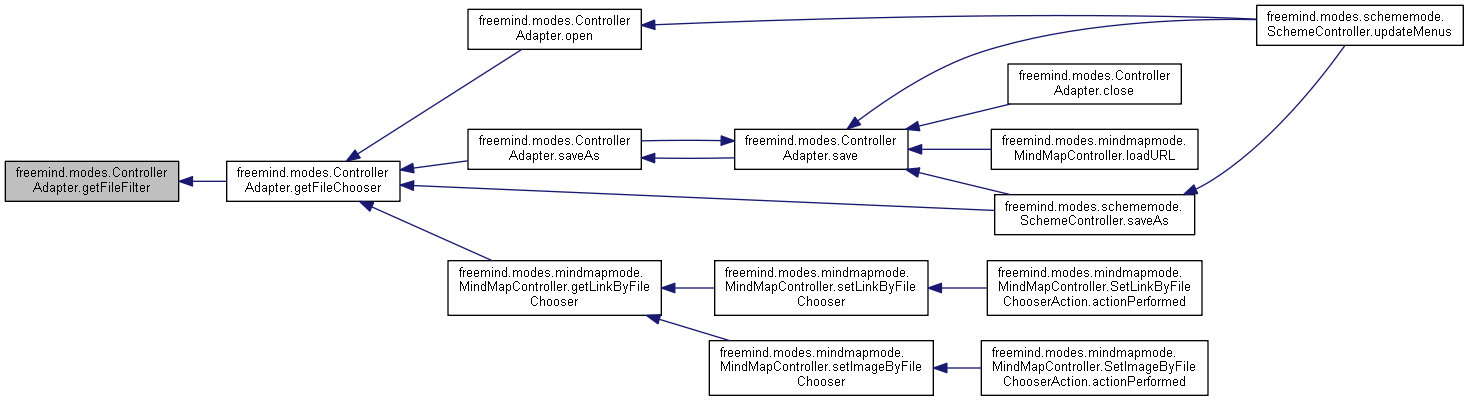 freemind.modes.Controller
Adapter.getFileFilter
freemind.modes.Controller
Adapter.getFileChooser
freemind.modes.Controller
Adapter.open
freemind.modes.Controller
Adapter.saveAs
freemind.modes.mindmapmode.
MindMapController.getLinkByFile
Chooser
freemind.modes.Controller
Adapter.save
freemind.modes.mindmapmode.
MindMapController.setLinkByFile
Chooser
freemind.modes.mindmapmode.
MindMapController.setImageByFile
Chooser
freemind.modes.Controller
Adapter.close
freemind.modes.mindmapmode.
MindMapController.loadURL
freemind.modes.schememode.
SchemeController.saveAs
freemind.modes.mindmapmode.
MindMapController.SetLinkByFile
ChooserAction.actionPerformed
freemind.modes.mindmapmode.
MindMapController.SetImageByFile
ChooserAction.actionPerformed
freemind.modes.schememode.
SchemeController.updateMenus